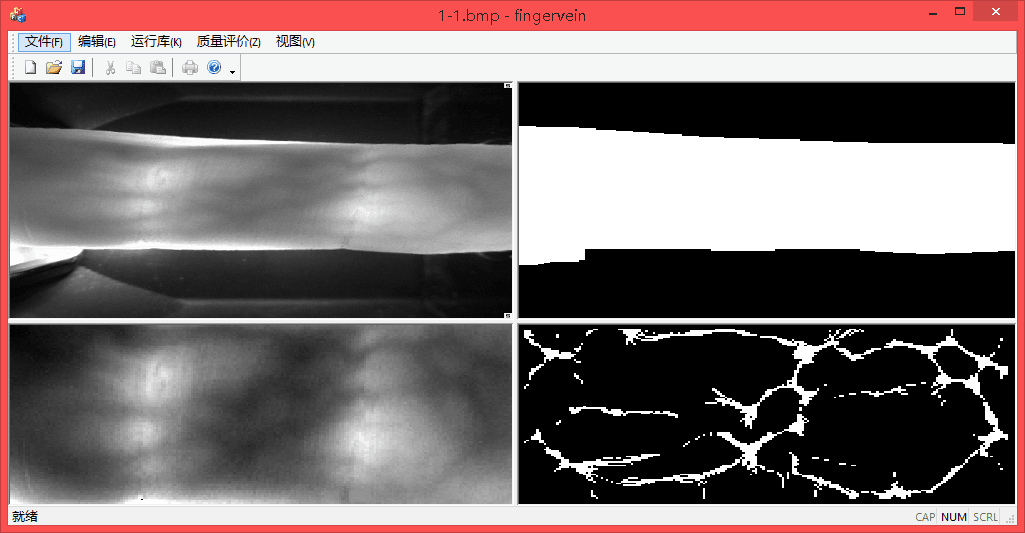 1-1.bmp - fingervein
文件(F) 编辑(E) 运行库(K) 质量评价(Z) 视图(V)
就绪 CAP NUM SCRL